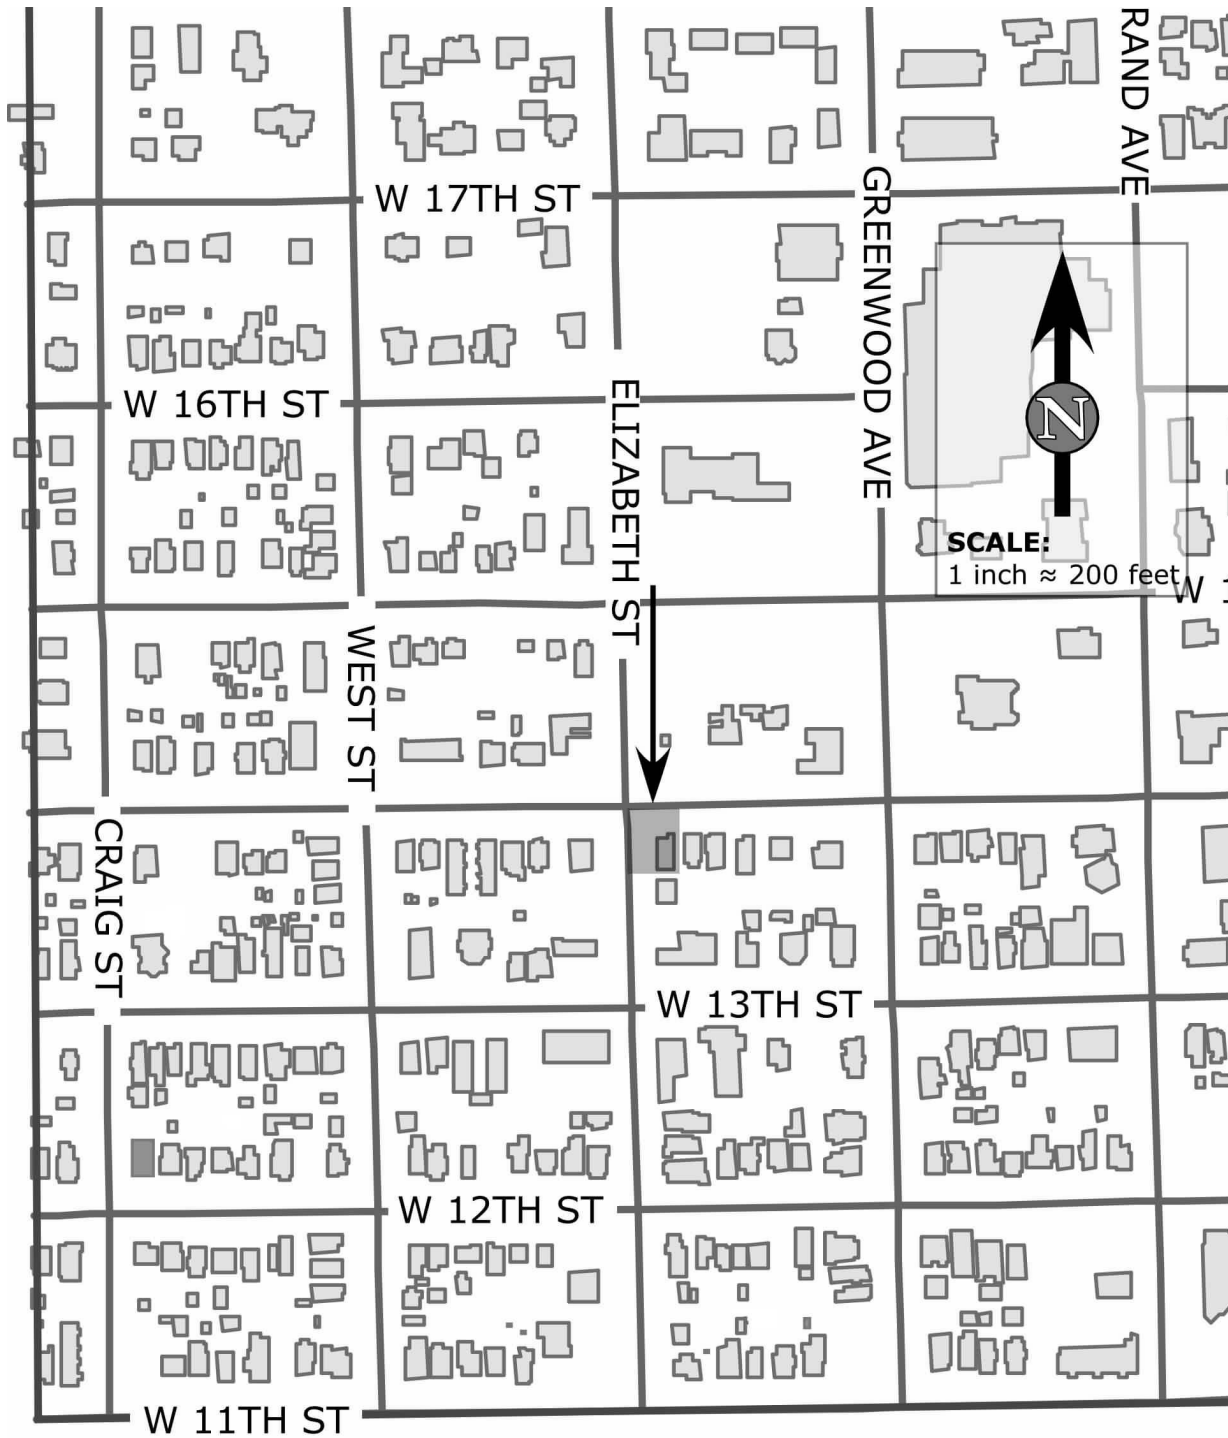 RAND AVE
W 17TH ST
GREENWOOD AVE
W 16TH ST
ELIZABETH ST
N
SCALE:
1 inch ≈ 200 feet
W 1
WEST ST
CRAIG ST
W 13TH ST
W 12TH ST
W 11TH ST